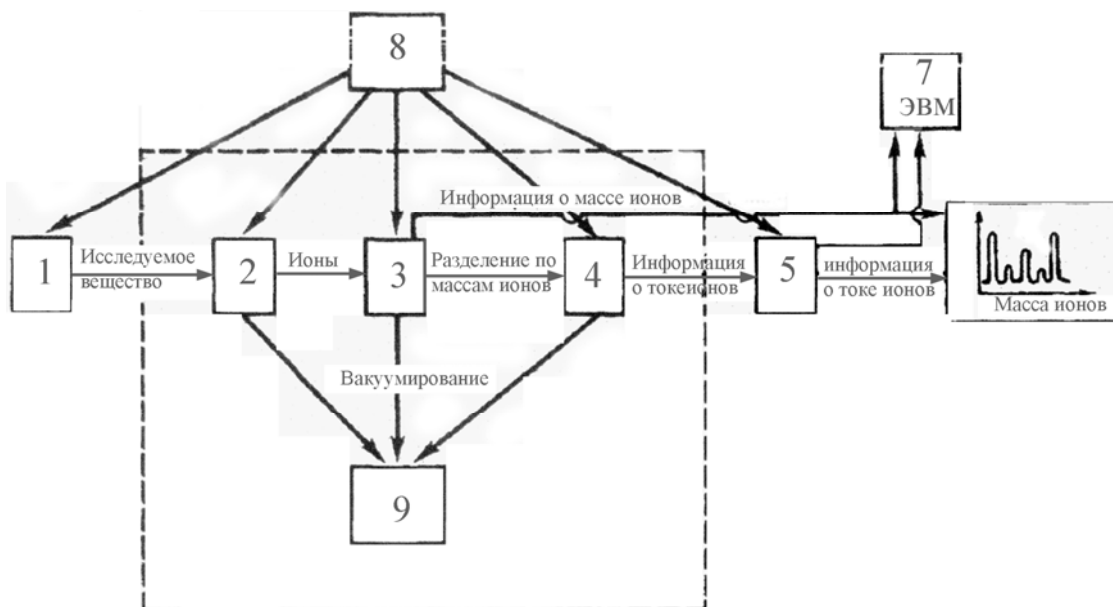 8
7
ЭВМ
Информация о массе ионов
1
Исследуемое
вещество
2
Ионы
3
Разделение по
массам ионов
4
Информация
о токеионов
5
информация
о токе ионов
Масса ионов
Вакуумирование
9